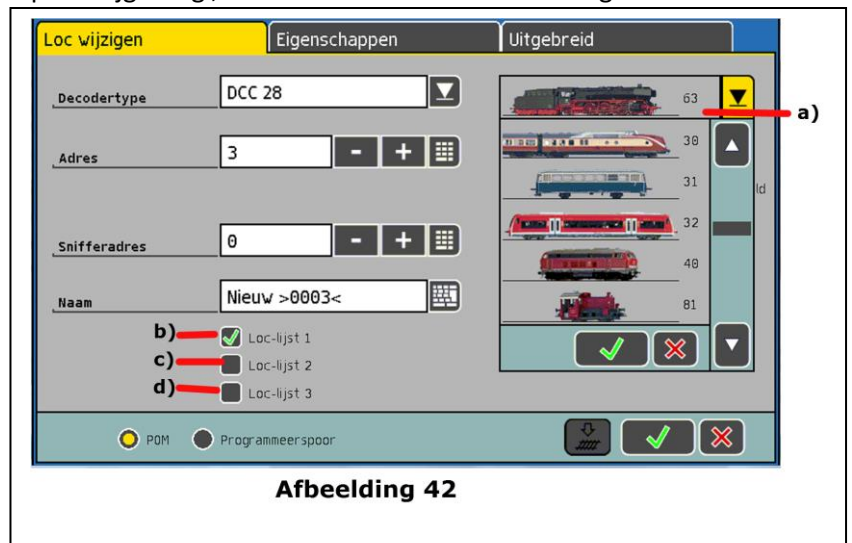 Loc wijzigen Eigenschappen Uitgebreid
Decodertype DCC 28
63
a)
Adres 3 - +
30
31
ld
32
Snifferadres 0 - +
40
Naam Nieuw >0003<
81
b) Loc-lijst 1
c) Loc-lijst 2
d) Loc-lijst 3
POM Programmeerspoor
Afbeelding 42